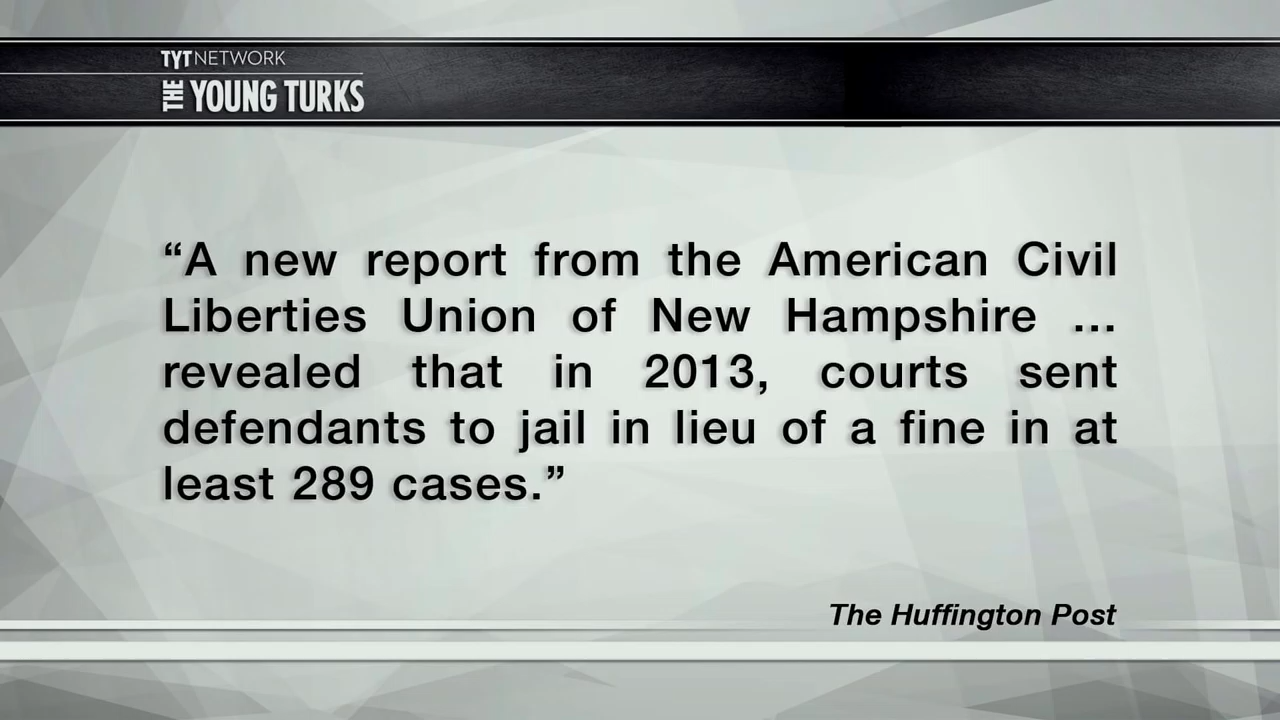 TYT NETWORK
THE YOUNG TURKS
“A new report from the American Civil
Liberties Union of New Hampshire ...
revealed that in 2013, courts sent
defendants to jail in lieu of a fine in at
least 289 cases.”
The Huffington Post